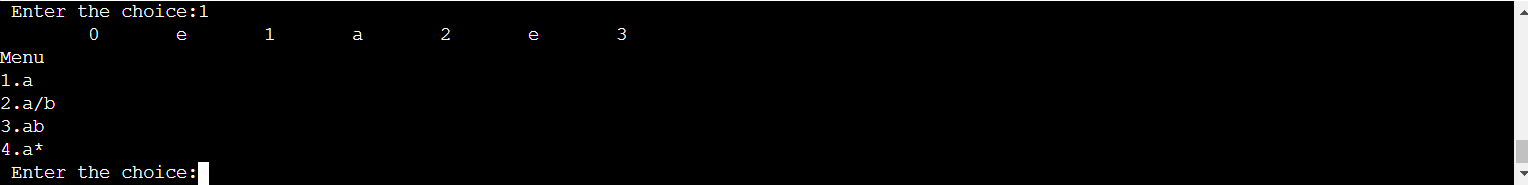 Enter the choice:1
0 e 1 a 2 e 3
Menu
1.a
2.a/b
3.ab
4.a*
Enter the choice: